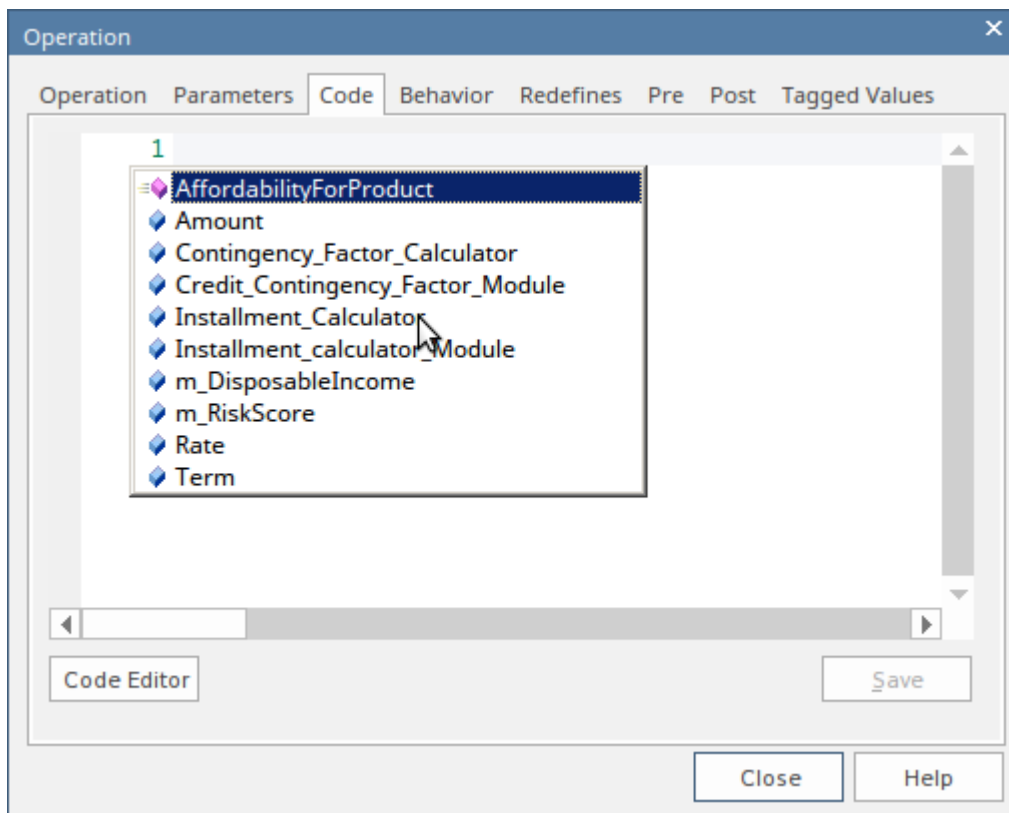 Operation
Operation Parameters Code Behavior Redefines Pre Post Tagged Values
1
AffordabilityForProduct
Amount
Contingency_Factor_Calculator
Credit_Contingency_Factor_Module
Installment_Calculator
Installment_calculator_Module
m_DisposableIncome
m_RiskScore
Rate
Term
Code Editor Save
Close Help